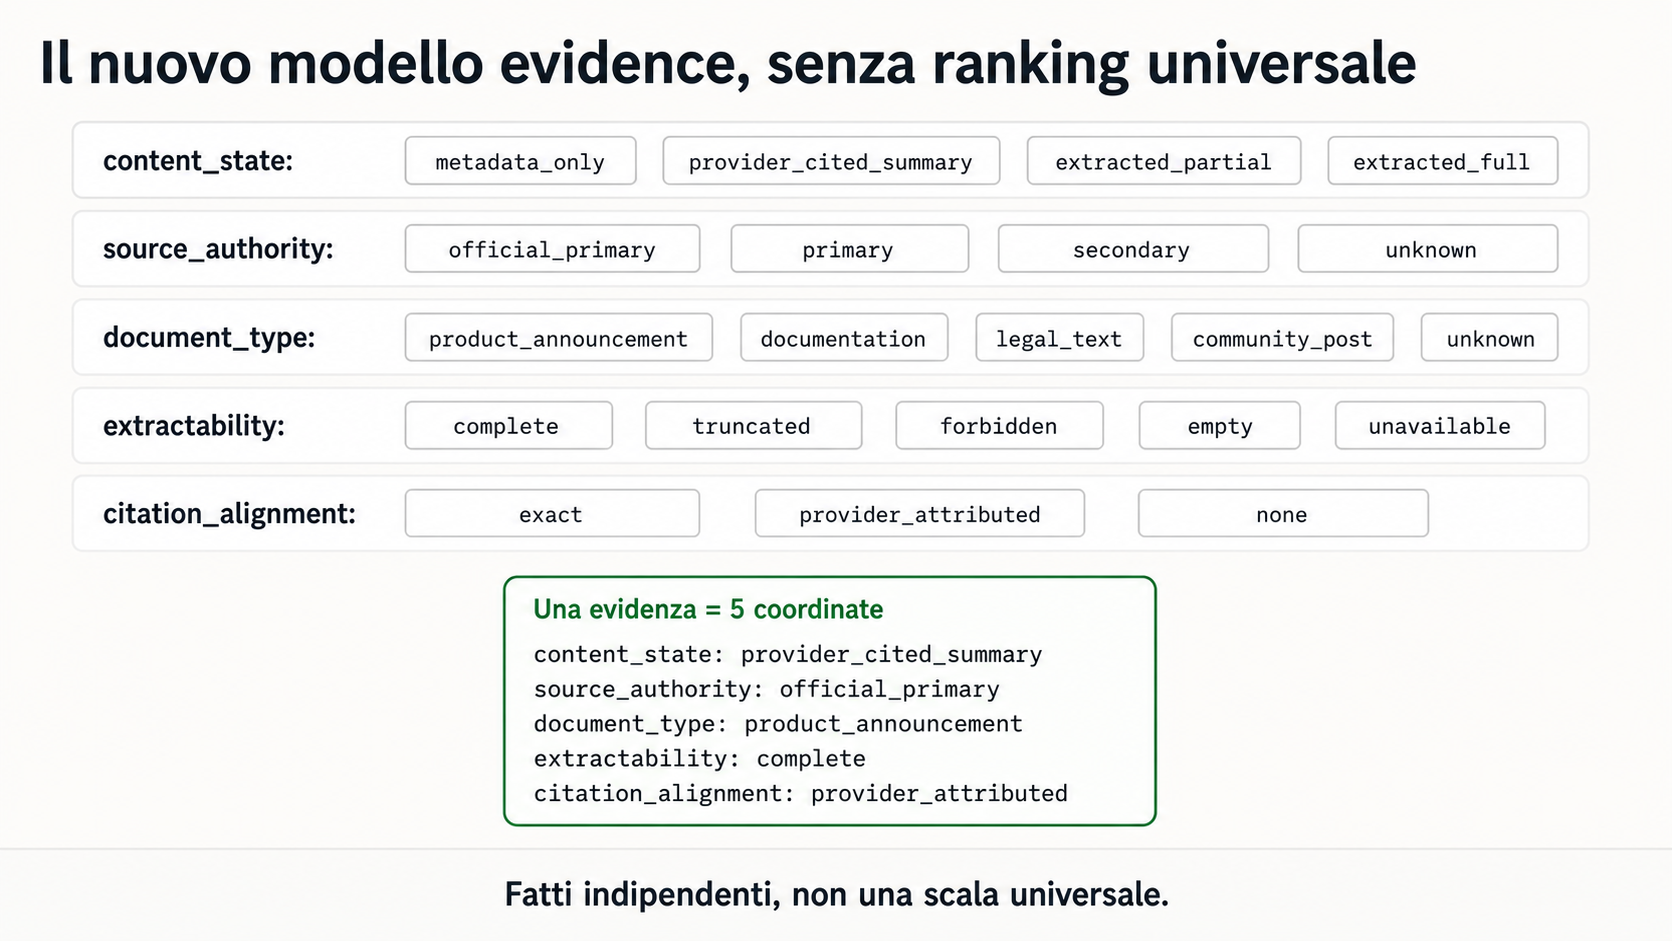 Il nuovo modello evidence, senza ranking universale
content_state: metadata_only provider_cited_summary extracted_partial extracted_full
source_authority: official_primary primary secondary unknown
document_type: product_announcement documentation legal_text community_post unknown
extractability: complete truncated forbidden empty unavailable
citation_alignment: exact provider_attributed none
Una evidenza = 5 coordinate
content_state: provider_cited_summary
source_authority: official_primary
document_type: product_announcement
extractability: complete
citation_alignment: provider_attributed
Fatti indipendenti, non una scala universale.